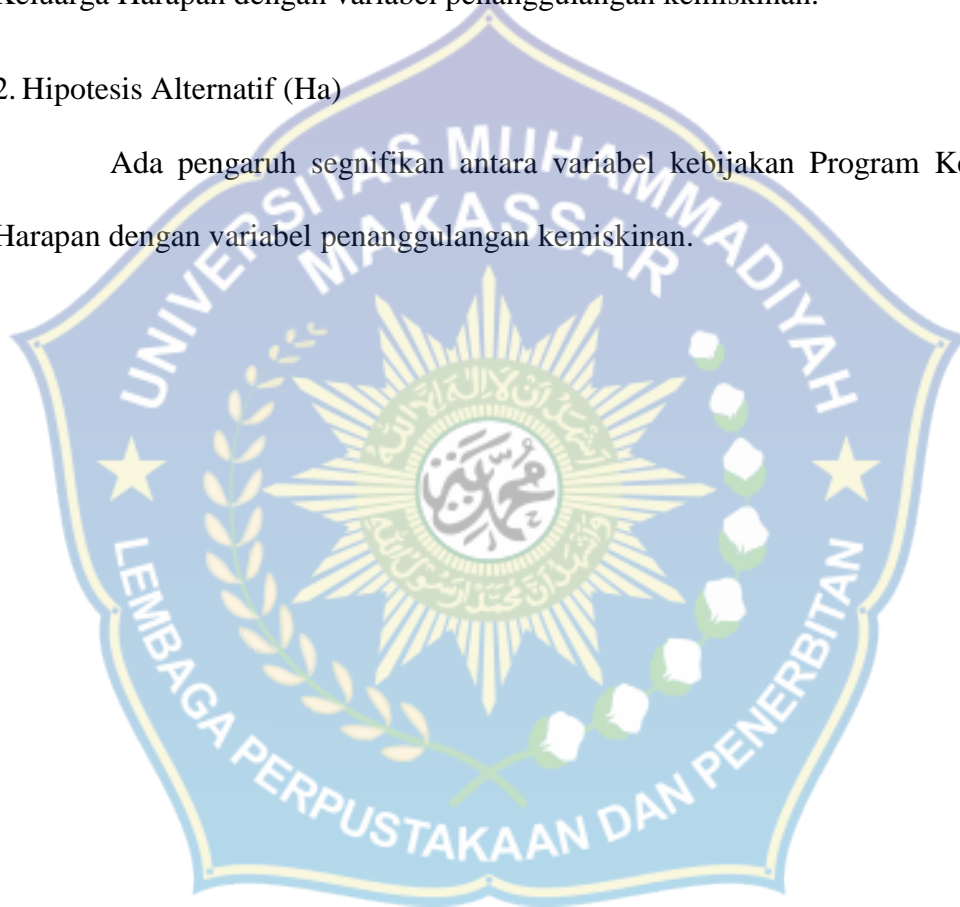 Keluarga Harapan dengan variabel penanggulangan kemiskinan.
2. Hipotesis Alternatif (Ha)
Ada pengaruh segnifikan antara variabel kebijakan Program Ke
Harapan dengan variabel penanggulangan kemiskinan.
UNIVERSITAS MUHAMMADIYAH
MAKASSAR
LEMBAGA PERPUSTAKAAN DAN PENERBITAN